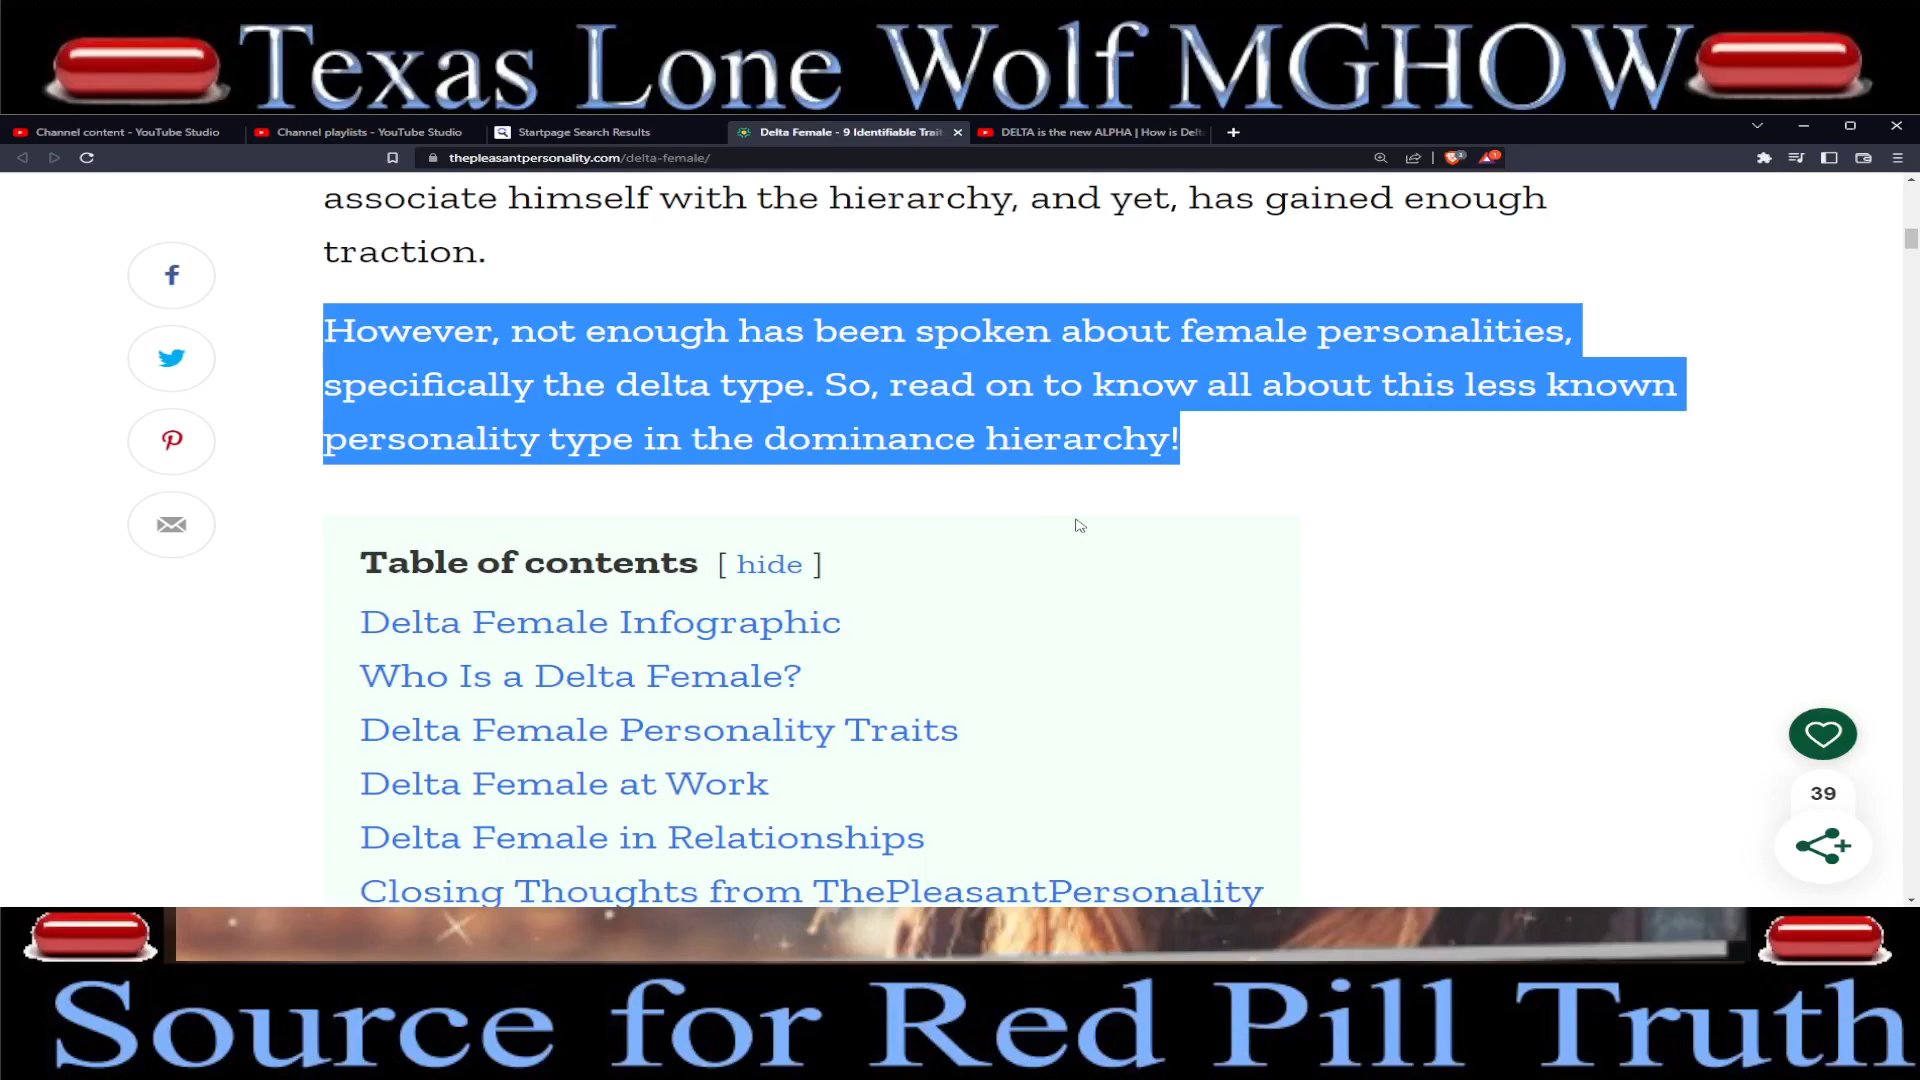 Texas Lone Wolf MGHOW
Channel content - YouTube Studio
Channel playlists - YouTube Studio
Startpage Search Results
Delta Female - 9 Identifiable Trait
DELTA is the new ALPHA | How is Delt
thepleasantpersonality.com/delta-female/
associate himself with the hierarchy, and yet, has gained enough
traction.
However, not enough has been spoken about female personalities,
specifically the delta type. So, read on to know all about this less known
personality type in the dominance hierarchy!
Table of contents [ hide ]
Delta Female Infographic
Who Is a Delta Female?
Delta Female Personality Traits
Delta Female at Work
Delta Female in Relationships
Closing Thoughts from ThePleasantPersonality
39
Source for Red Pill Truth